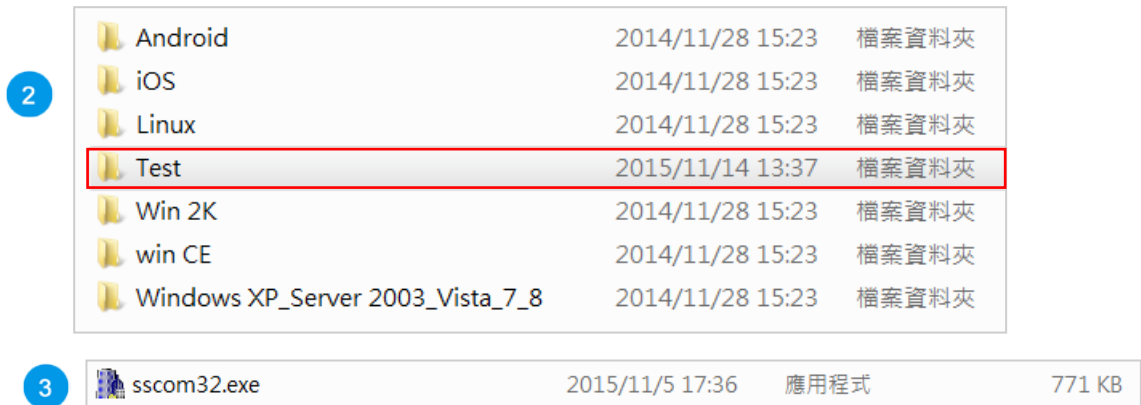 Android 2014/11/28 15:23 檔案資料夾
2 iOS 2014/11/28 15:23 檔案資料夾
Linux 2014/11/28 15:23 檔案資料夾
Test 2015/11/14 13:37 檔案資料夾
Win 2K 2014/11/28 15:23 檔案資料夾
win CE 2014/11/28 15:23 檔案資料夾
Windows XP_Server 2003_Vista_7_8 2014/11/28 15:23 檔案資料夾
3 sscom32.exe 2015/11/5 17:36 應用程式 771 KB